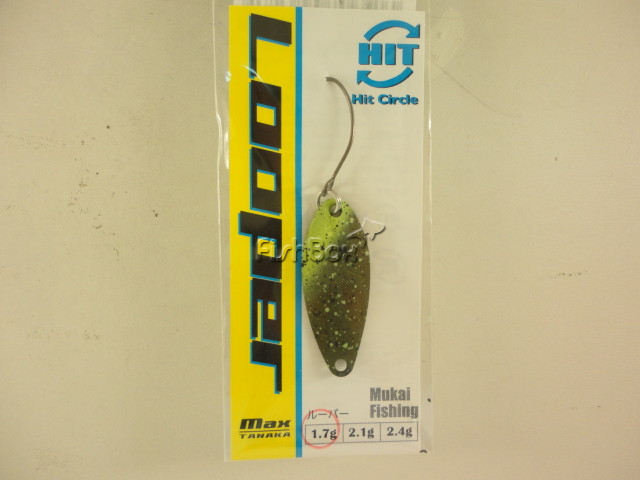 Looper
HIT
Hit Circle
FishBox
Max
TANAKA
ルーパー
Mukai
Fishing
1.7g 2.1g 2.4g